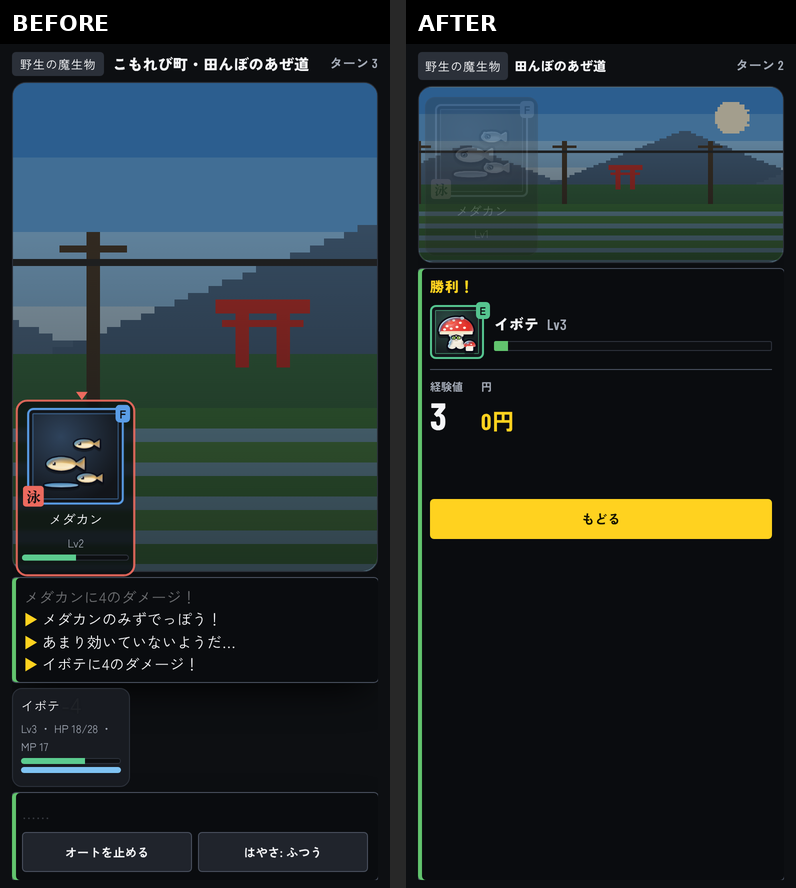 BEFORE
野生の魔生物 こもれび町・田んぼのあぜ道 ターン 3
F
泳
メダカン
Lv2
メダカンに4のダメージ！
▶ メダカンのみずでっぽう！
▶ あまり効いていないようだ…
▶ イボテに4のダメージ！
イボテ
Lv3 ・ HP 18/28 ・
MP 17
……
オートを止める はやさ: ふつう
AFTER
野生の魔生物 田んぼのあぜ道 ターン 2
F
泳
メダカン
Lv1
勝利！
E
イボテ Lv3
経験値 円
3 0円
もどる